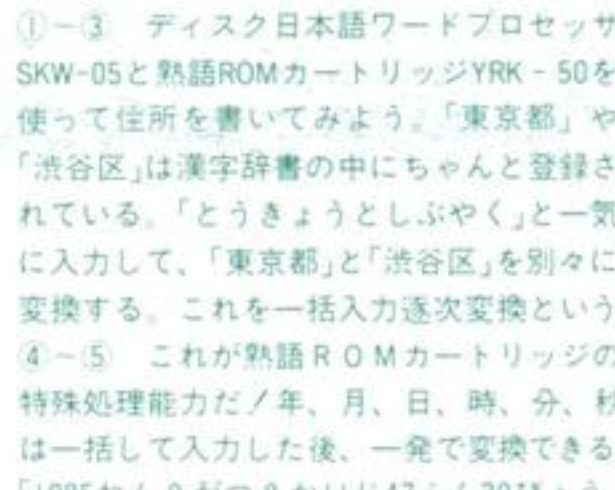 ①〜③　ディスク日本語ワードプロセッサ
SKW-05と熟語ROMカートリッジYRK - 50を
使って住所を書いてみよう。「東京都」や
「渋谷区」は漢字辞書の中にちゃんと登録さ
れている。「とうきょうとしぶやく」と一気
に入力して、「東京都」と「渋谷区」を別々に
変換する。これを一括入力逐次変換という
④〜⑤　これが熟語ＲＯＭカートリッジの
特殊処理能力だ！年、月、日、時、分、秒
は一括して入力した後、一発で変換できる